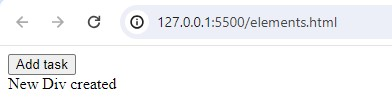 127.0.0.1:5500/elements.html
Add task
New Div created